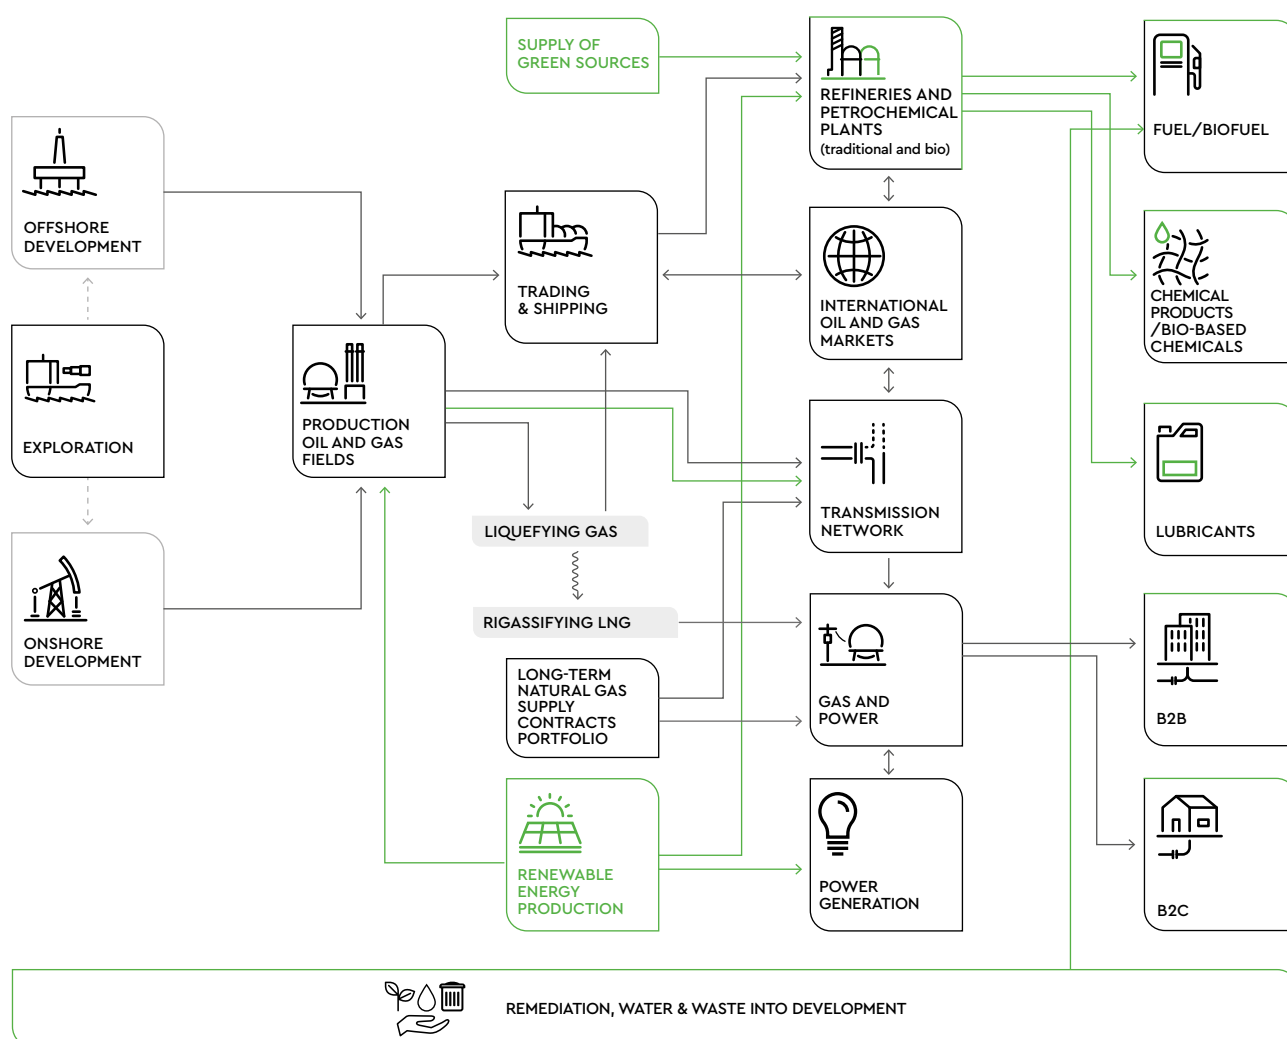 SUPPLY OF
GREEN SOURCES
REFINERIES AND
PETROCHEMICAL
PLANTS
(traditional and bio)
FUEL/BIOFUEL
OFFSHORE
DEVELOPMENT
TRADING
& SHIPPING
INTERNATIONAL
OIL AND GAS
MARKETS
CHEMICAL
PRODUCTS
/BIO-BASED
CHEMICALS
EXPLORATION
PRODUCTION
OIL AND GAS
FIELDS
TRANSMISSION
NETWORK
LUBRICANTS
LIQUEFYING GAS
RIGASSIFYING LNG
ONSHORE
DEVELOPMENT
LONG-TERM
NATURAL GAS
SUPPLY
CONTRACTS
PORTFOLIO
GAS AND
POWER
B2B
RENEWABLE
ENERGY
PRODUCTION
POWER
GENERATION
B2C
REMEDIATION, WATER & WASTE INTO DEVELOPMENT